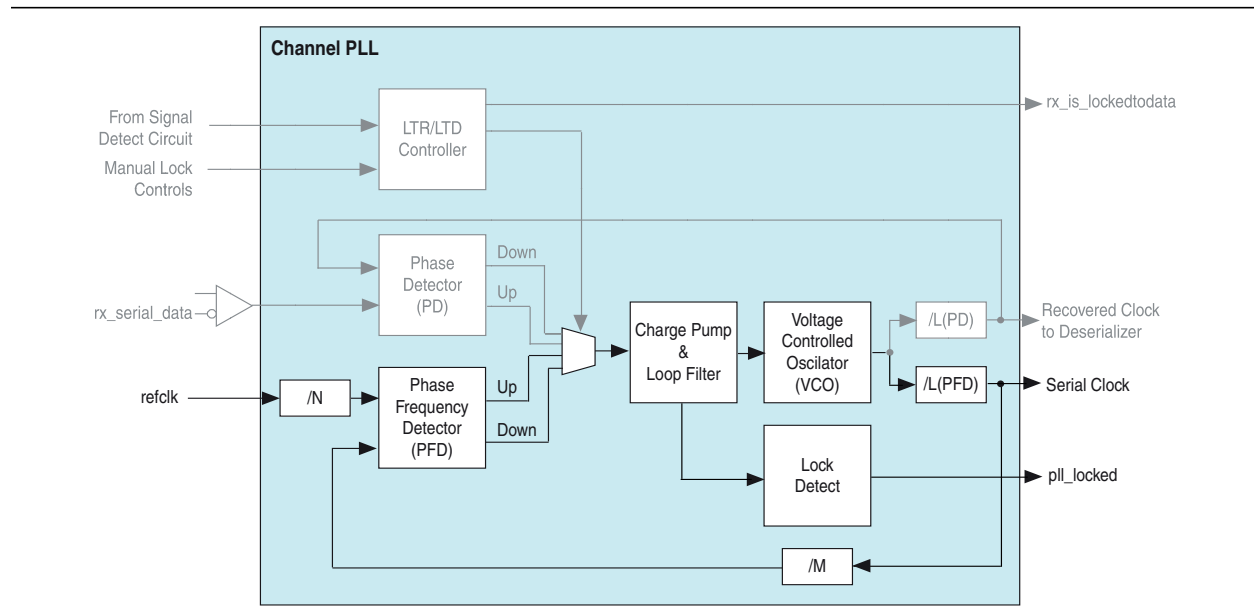 Channel PLL
From Signal
Detect Circuit
Manual Lock
Controls
LTR/LTD
Controller
rx_is_lockedtodata
Phase
Detector
(PD)
Down
Up
rx_serial_data
Charge Pump
&
Loop Filter
Voltage
Controlled
Oscilator
(VCO)
/L(PD)
Recovered Clock
to Deserializer
/L(PFD)
Serial Clock
refclk
/N
Phase
Frequency
Detector
(PFD)
Up
Down
Lock
Detect
pll_locked
/M